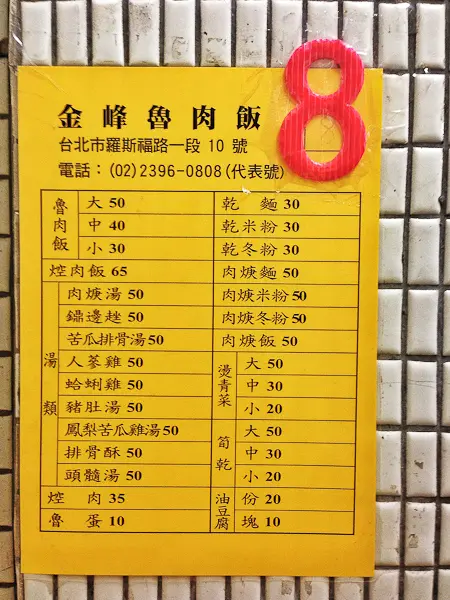 8
金峰魯肉飯
台北市羅斯福路一段 10 號
電話：(02)2396-0808(代表號)
魯肉飯
大 50
中 40
小 30
焢肉飯 65
湯類
肉焿湯 50
鼎邊趖 50
苦瓜排骨湯 50
人蔘雞 50
蛤蜊雞 50
豬肚湯 50
鳳梨苦瓜雞湯 50
排骨酥 50
頭髓湯 50
焢肉 35
魯蛋 10
乾麵 30
乾米粉 30
乾冬粉 30
肉焿麵 50
肉焿米粉 50
肉焿冬粉 50
肉焿飯 50
燙青菜
大 50
中 30
小 20
筍乾
大 50
中 30
小 20
油豆腐
份 20
塊 10